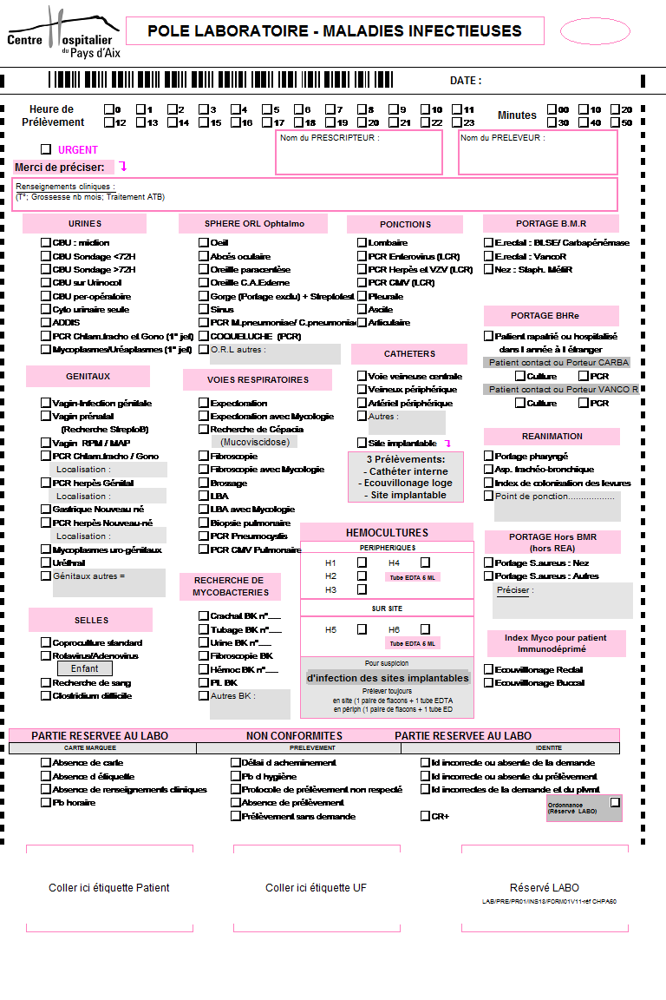 Centre Hospitalier
du Pays d'Aix
POLE LABORATOIRE - MALADIES INFECTIEUSES
DATE :
Heure de Prélèvement
0 1 2 3 4 5 6 7 8 9 10 11
12 13 14 15 16 17 18 19 20 21 22 23
Minutes
00 10 20
30 40 50
URGENT
Merci de préciser:
Nom du PRESCRIPTEUR :
Nom du PRELEVEUR :
Renseignements cliniques :
(T°; Grossesse nb mois; Traitement ATB)
URINES
CBU : miction
CBU Sondage <72H
CBU Sondage >72H
CBU sur Urinocol
CBU per-opératoire
Cyto urinaire seule
ADDIS
PCR Chlam.tracho et Gono (1° jet)
Mycoplasmes/Uréaplasmes (1° jet)
GENITAUX
Vagin-Infection génitale
Vagin prénatal
(Recherche StreptoB)
Vagin RPM / MAP
PCR Chlam.tracho / Gono
Localisation :
PCR herpès Génital
Localisation :
Gastrique Nouveau né
PCR herpès Nouveau-né
Localisation :
Mycoplasmes uro-génitaux
Uréthral
Génitaux autres =
SELLES
Coproculture standard
Rotavirus/Adenovirus
Enfant
Recherche de sang
Clostridium difficile
SPHERE ORL Ophtalmo
Oeil
Abcés oculaire
Oreille paracentèse
Oreille C.A.Externe
Gorge (Portage exclu) + Streptotest
Sinus
PCR M.pneumoniae/ C.pneumoniae
COQUELUCHE (PCR)
O.R.L autres :
VOIES RESPIRATOIRES
Expectoration
Expectoration avec Mycologie
Recherche de Cépacia
(Mucoviscidose)
Fibroscopie
Fibroscopie avec Mycologie
Brossage
LBA
LBA avec Mycologie
Biopsie pulmonaire
PCR Pneumocystis
PCR CMV Pulmonaire
RECHERCHE DE
MYCOBACTERIES
Crachat BK n°.....
Tubage BK n°.....
Urine BK n°.....
Fibroscopie BK
Hémoc BK n°.....
PL BK
Autres BK :
PONCTIONS
Lombaire
PCR Enterovirus (LCR)
PCR Herpès et VZV (LCR)
PCR CMV (LCR)
Pleurale
Ascite
Articulaire
CATHETERS
Voie veineuse centrale
Veineux périphérique
Artériel périphérique
Autres :
Site implantable
3 Prélèvements:
- Cathéter interne
- Ecouvillonage loge
- Site implantable
HEMOCULTURES
PERIPHERIQUES
H1 H4
H2 Tube EDTA 5 ML
H3
SUR SITE
H5 H6
Tube EDTA 5 ML
Pour suspicion
d'infection des sites implantables
Prélever toujours
en site (1 paire de flacons + 1 tube EDTA
en périph (1 paire de flacons + 1 tube ED
PORTAGE B.M.R
E.rectal : BLSE/ Carbapénémase
E.rectal : VancoR
Nez : Staph. MétiR
PORTAGE BHRe
Patient rapatrié ou hospitalisé
dans l année à l étranger
Patient contact ou Porteur CARBA
Culture PCR
Patient contact ou Porteur VANCO R
Culture PCR
REANIMATION
Portage pharyngé
Asp. trachéo-bronchique
Index de colonisation des levures
Point de ponction..................
PORTAGE Hors BMR
(hors REA)
Portage S.aureus : Nez
Portage S.aureus : Autres
Préciser :
Index Myco pour patient
Immunodéprimé
Ecouvillonage Rectal
Ecouvillonage Buccal
PARTIE RESERVEE AU LABO NON CONFORMITES PARTIE RESERVEE AU LABO
CARTE MARQUEE PRELEVEMENT IDENTITE
Absence de carte
Absence d étiquette
Absence de renseignements cliniques
Pb horaire
Délai d acheminement
Pb d hygiène
Protocole de prélèvement non respecté
Absence de prélèvement
Prélèvement sans demande
Id incorrecte ou absente de la demande
Id incorrecte ou absente du prélèvement
Id incorrectes de la demande et du plvmt
CR+
Ordonnance
(Réservé LABO)
Coller ici étiquette Patient
Coller ici étiquette UF
Réservé LABO
LAB/PRE/PR01/INS18/FORM01V11-réf CHPA50